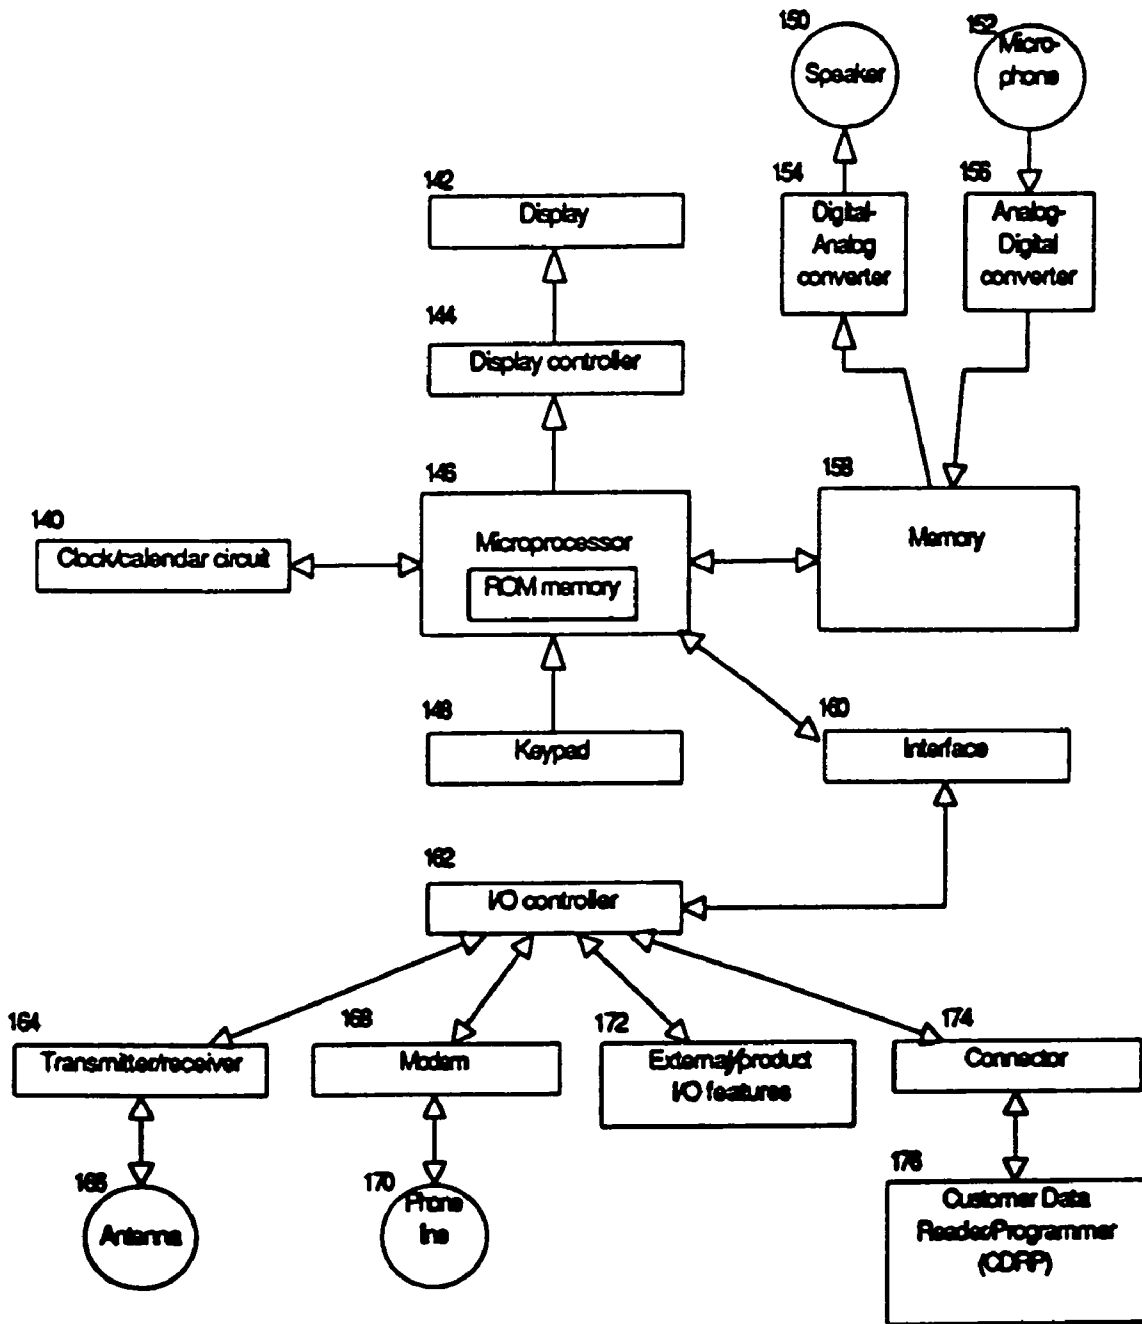 150
Speaker
152
Micro-
phone
154
Digital-
Analog
converter
156
Analog-
Digital
converter
142
Display
144
Display controller
146
Microprocessor
ROM memory
158
Memory
140
Clock/calendar circuit
148
Keypad
160
Interface
162
I/O controller
164
Transmitter/receiver
168
Modem
172
External/product
I/O features
174
Connector
166
Antenna
170
Phone
line
176
Customer Data
Reader/Programmer
(CDRP)